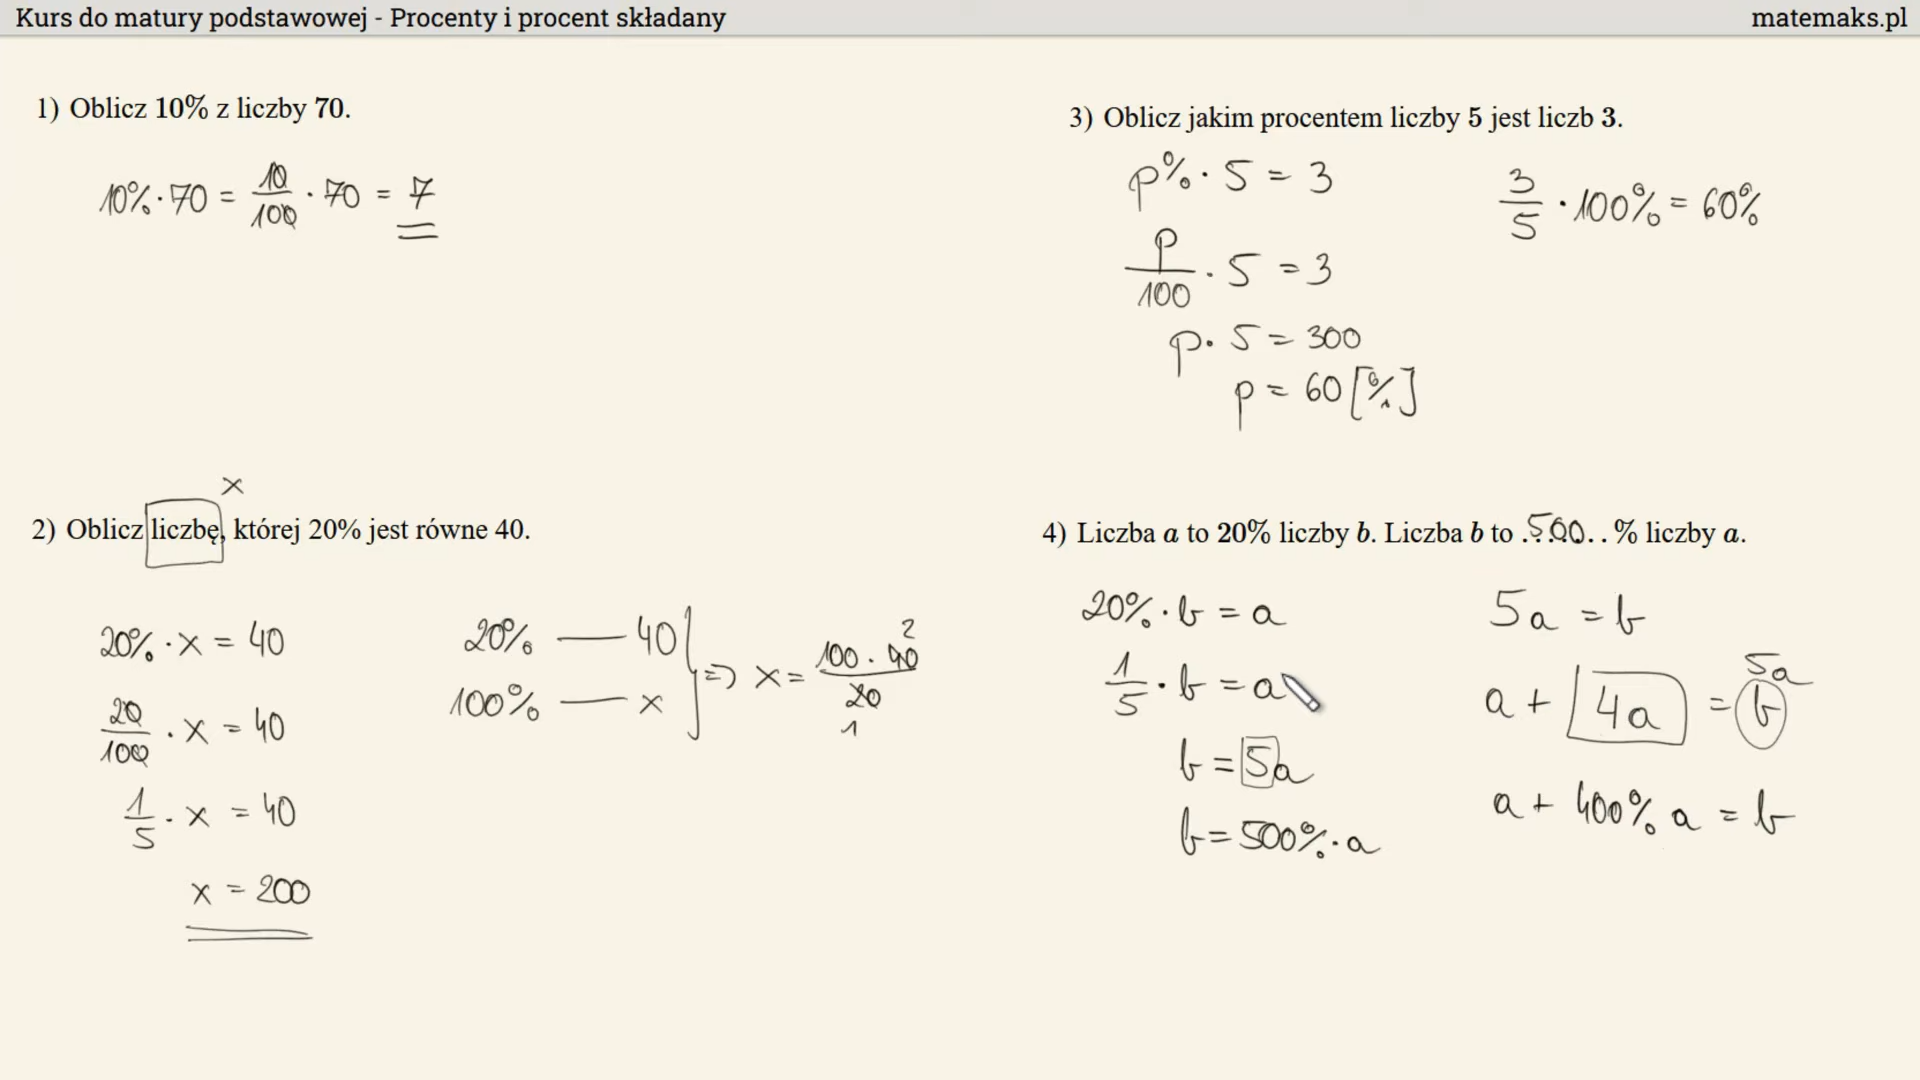 Kurs do matury podstawowej - Procenty i procent składany
matemaks.pl
1) Oblicz 10% z liczby 70.
10% · 70 = 10/100 · 70 = 7
3) Oblicz jakim procentem liczby 5 jest liczb 3.
p% · 5 = 3
p/100 · 5 = 3
p · 5 = 300
p = 60 [%]
3/5 · 100% = 60%
x
2) Oblicz liczbę, której 20% jest równe 40.
20% · x = 40
20/100 · x = 40
1/5 · x = 40
x = 200
20% — 40
100% — x
=> x = 100 · 40 / 20
2
1
4) Liczba a to 20% liczby b. Liczba b to ..500..% liczby a.
20% · b = a
1/5 · b = a
b = 5a
b = 500% · a
5a = b
5a
a + 4a = b
a + 400% a = b